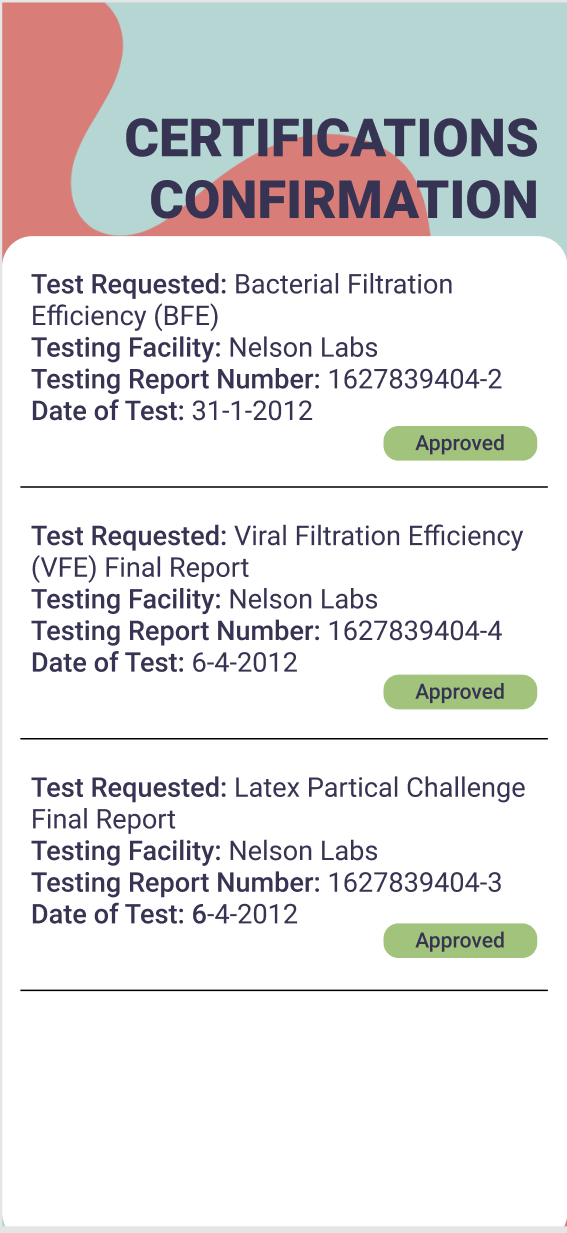 CERTIFICATIONS
CONFIRMATION
Test Requested: Bacterial Filtration
Efficiency (BFE)
Testing Facility: Nelson Labs
Testing Report Number: 1627839404-2
Date of Test: 31-1-2012
Approved
Test Requested: Viral Filtration Efficiency
(VFE) Final Report
Testing Facility: Nelson Labs
Testing Report Number: 1627839404-4
Date of Test: 6-4-2012
Approved
Test Requested: Latex Partical Challenge
Final Report
Testing Facility: Nelson Labs
Testing Report Number: 1627839404-3
Date of Test: 6-4-2012
Approved